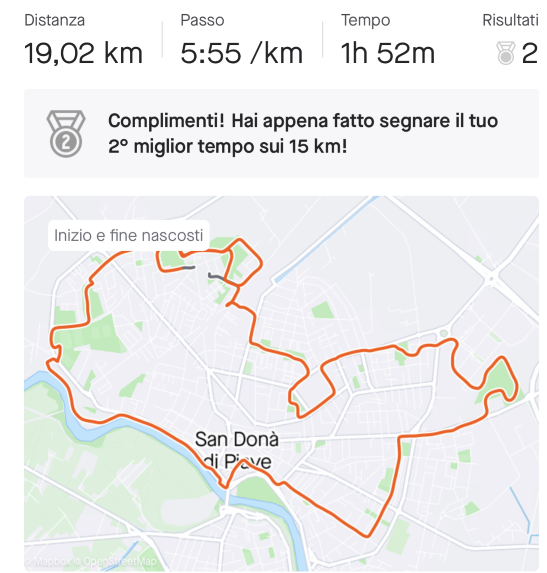 Distanza Passo Tempo Risultati
19,02 km 5:55 /km 1h 52m 2
2
Complimenti! Hai appena fatto segnare il tuo
2° miglior tempo sui 15 km!
Inizio e fine nascosti
San Donà
di Piave
© Mapbox © OpenStreetMap